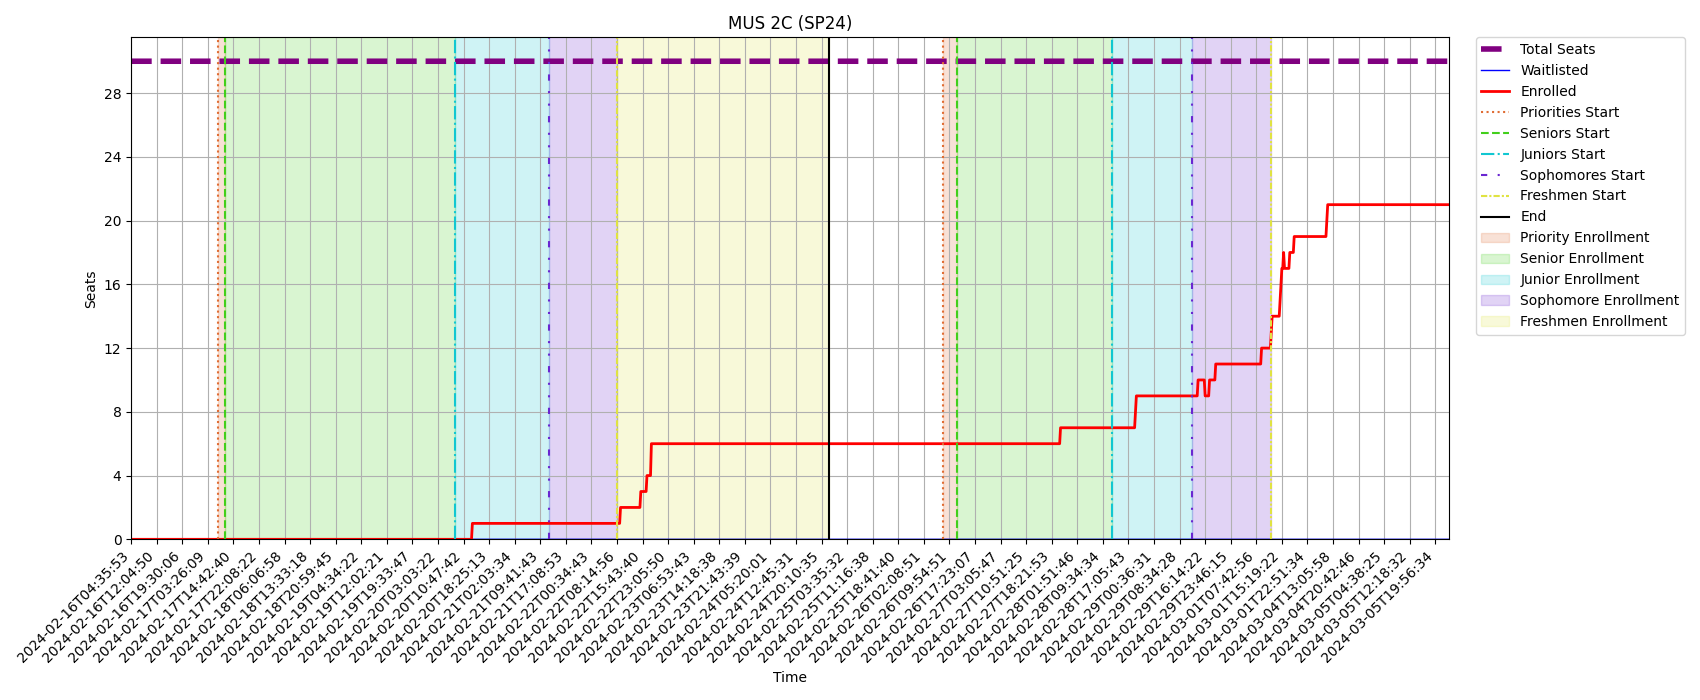 MUS 2C (SP24)
Total Seats
Waitlisted
Enrolled
Priorities Start
Seniors Start
Juniors Start
Sophomores Start
Freshmen Start
End
Priority Enrollment
Senior Enrollment
Junior Enrollment
Sophomore Enrollment
Freshmen Enrollment
Seats
28
24
20
16
12
8
4
0
2024-02-16T04:35:53
2024-02-16T12:04:50
2024-02-16T19:30:06
2024-02-17T03:26:09
2024-02-17T14:42:40
2024-02-17T22:08:22
2024-02-18T06:06:58
2024-02-18T13:33:18
2024-02-18T20:59:45
2024-02-19T04:34:22
2024-02-19T12:02:21
2024-02-19T19:33:47
2024-02-20T03:03:22
2024-02-20T10:47:42
2024-02-20T18:25:13
2024-02-21T02:03:34
2024-02-21T09:41:43
2024-02-21T17:08:53
2024-02-22T00:34:43
2024-02-22T08:14:56
2024-02-22T15:43:40
2024-02-22T23:05:50
2024-02-23T06:53:43
2024-02-23T14:18:38
2024-02-23T21:43:39
2024-02-24T05:20:01
2024-02-24T12:45:31
2024-02-24T20:10:35
2024-02-25T03:35:32
2024-02-25T11:16:38
2024-02-25T18:41:40
2024-02-26T02:08:51
2024-02-26T09:54:51
2024-02-26T17:23:07
2024-02-27T03:05:47
2024-02-27T10:51:25
2024-02-27T18:21:53
2024-02-28T01:51:46
2024-02-28T09:34:34
2024-02-28T17:05:43
2024-02-29T00:36:31
2024-02-29T08:34:28
2024-02-29T16:14:22
2024-02-29T23:46:15
2024-03-01T07:42:56
2024-03-01T15:19:22
2024-03-01T22:51:34
2024-03-04T13:05:58
2024-03-04T20:42:46
2024-03-05T04:38:25
2024-03-05T12:18:32
2024-03-05T19:56:34
Time